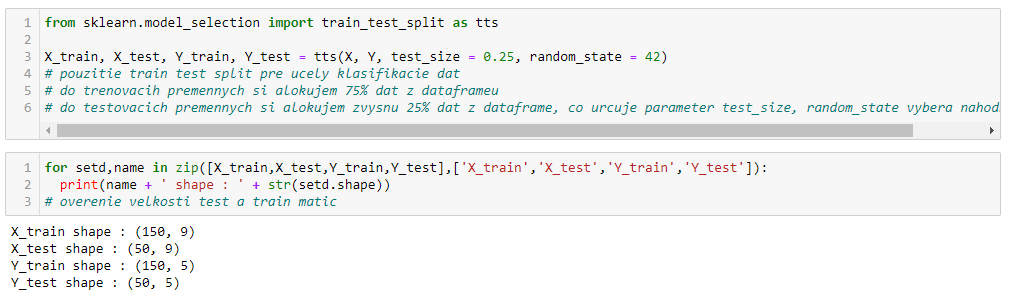 1 from sklearn.model_selection import train_test_split as tts
2
3 X_train, X_test, Y_train, Y_test = tts(X, Y, test_size = 0.25, random_state = 42)
4 # pouzitie train test split pre ucely klasifikacie dat
5 # do trenovacih premennych si alokujem 75% dat z dataframeu
6 # do testovacich premennych si alokujem zvysnu 25% dat z dataframe, co urcuje parameter test_size, random_state vybera nahod
1 for setd,name in zip([X_train,X_test,Y_train,Y_test],['X_train','X_test','Y_train','Y_test']):
2   print(name + ' shape : ' + str(setd.shape))
3 # overenie velkosti test a train matic
X_train shape : (150, 9)
X_test shape : (50, 9)
Y_train shape : (150, 5)
Y_test shape : (50, 5)